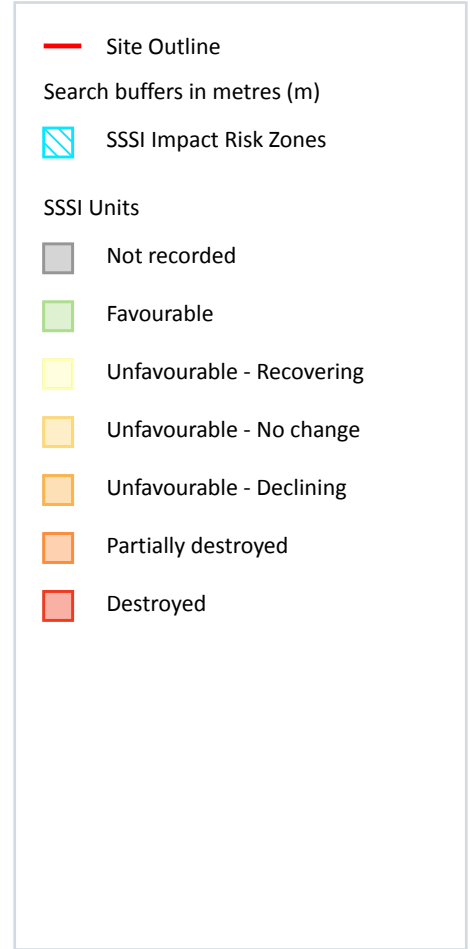 Site Outline
Search buffers in metres (m)
SSSI Impact Risk Zones
SSSI Units
Not recorded
Favourable
Unfavourable - Recovering
Unfavourable - No change
Unfavourable - Declining
Partially destroyed
Destroyed